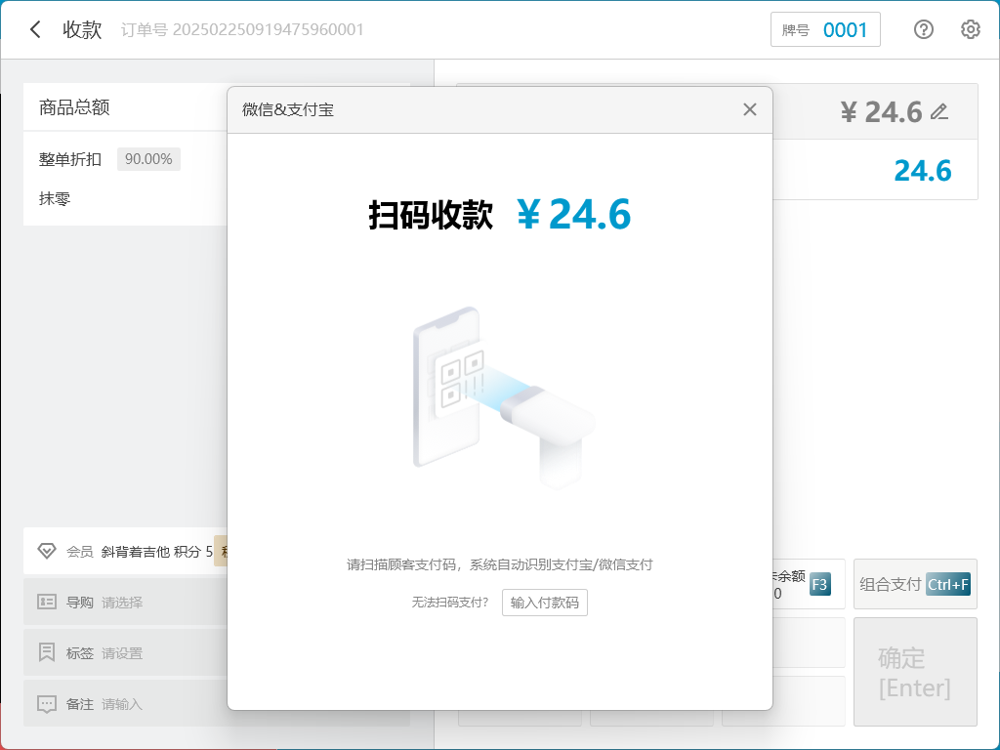 收款 订单号 202502250919475960001 牌号 0001
商品总额
¥ 24.6
整单折扣 90.00%
24.6
抹零
微信&支付宝
扫码收款 ¥ 24.6
请扫描顾客支付码，系统自动识别支付宝/微信支付
无法扫码支付? 输入付款码
会员 斜背着吉他 积分 5
导购 请选择
标签 请设置
备注 请输入
余额
0 F3
组合支付 Ctrl+F
确定
[Enter]